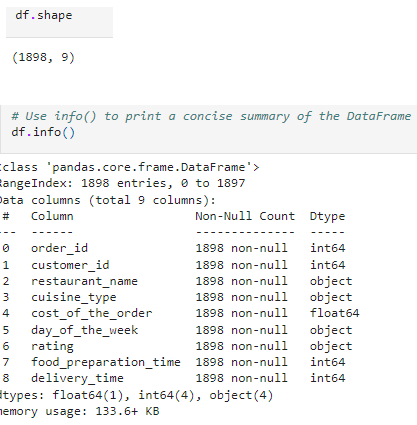 df.shape
(1898, 9)
# Use info() to print a concise summary of the DataFrame
df.info()
class 'pandas.core.frame.DataFrame'>
RangeIndex: 1898 entries, 0 to 1897
Data columns (total 9 columns):
# Column Non-Null Count Dtype
--- ------ -------------- -----
0 order_id 1898 non-null int64
1 customer_id 1898 non-null int64
2 restaurant_name 1898 non-null object
3 cuisine_type 1898 non-null object
4 cost_of_the_order 1898 non-null float64
5 day_of_the_week 1898 non-null object
6 rating 1898 non-null object
7 food_preparation_time 1898 non-null int64
8 delivery_time 1898 non-null int64
dtypes: float64(1), int64(4), object(4)
memory usage: 133.6+ KB